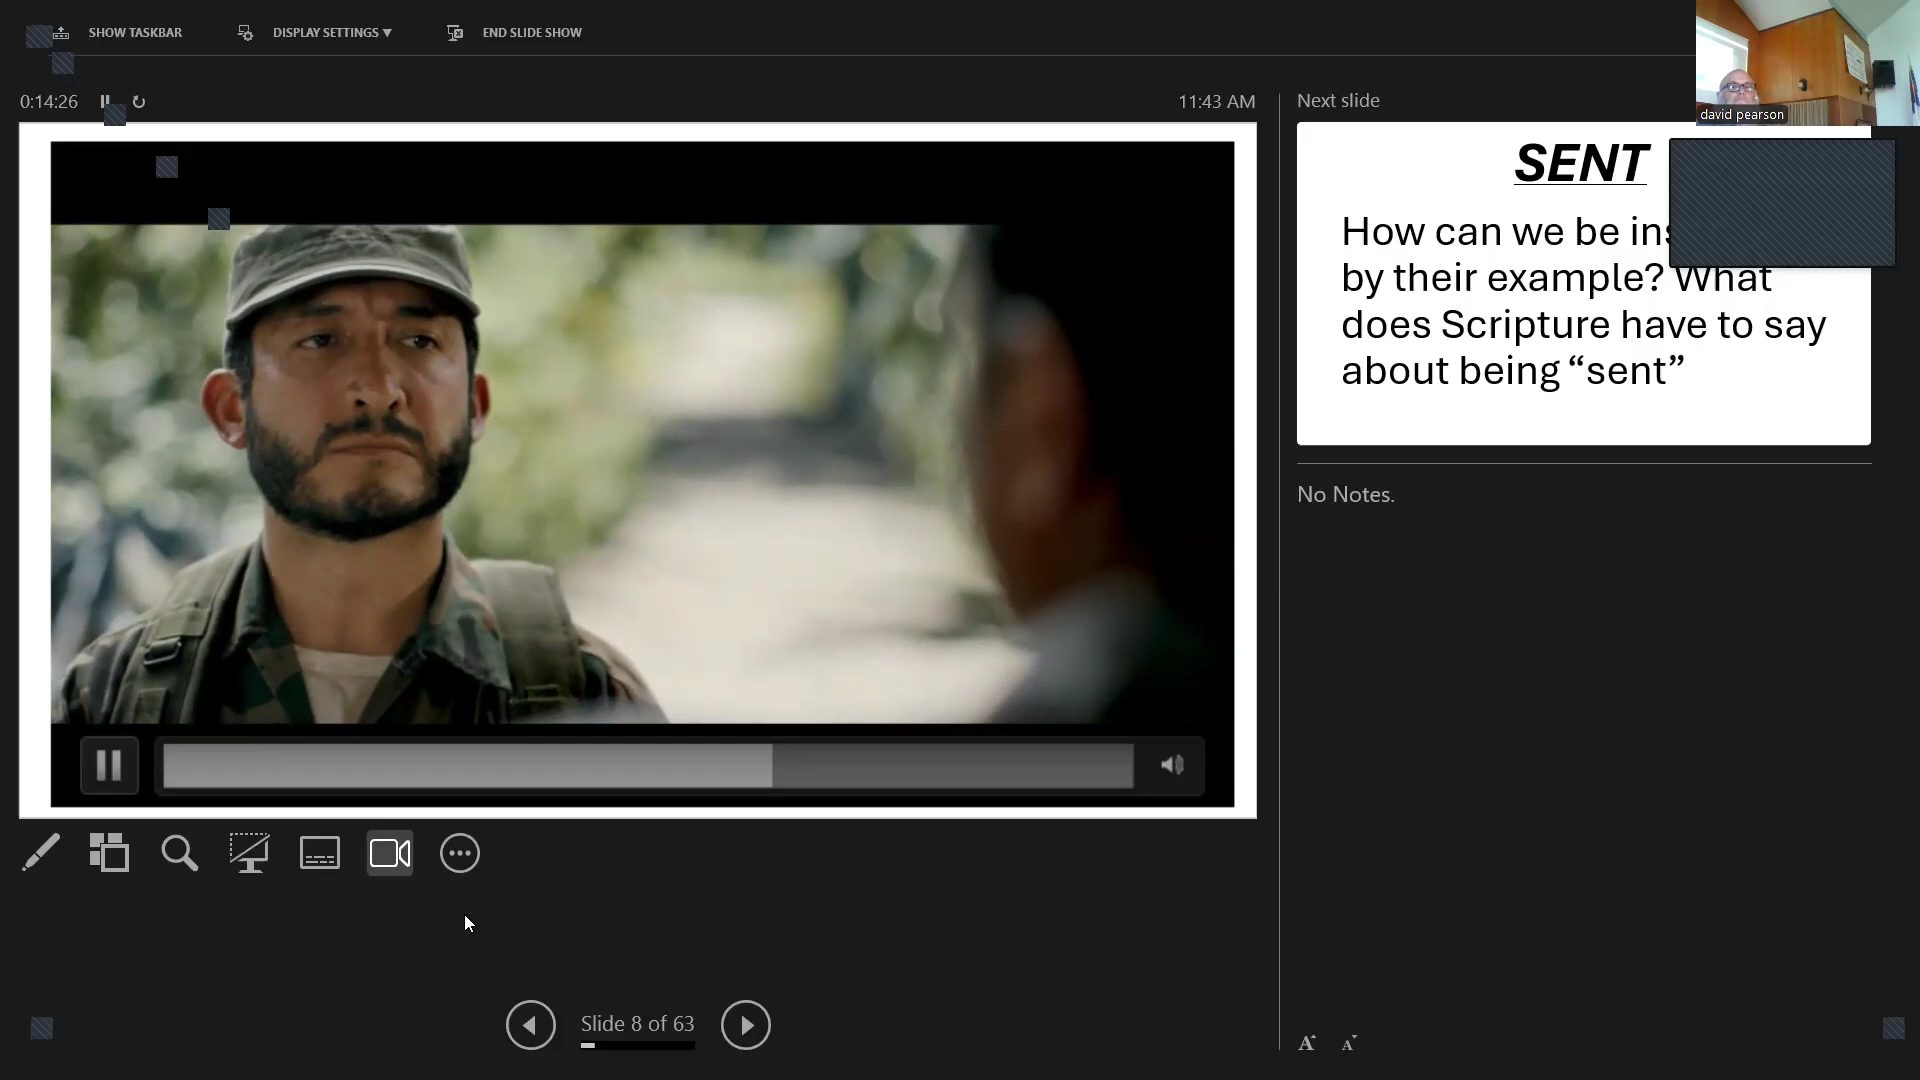 SHOW TASKBAR
DISPLAY SETTINGS ▼
END SLIDE SHOW
david pearson
0:14:26
11:43 AM
Next slide
SENT
How can we be
by their example? What
does Scripture have to say
about being “sent”
No Notes.
Slide 8 of 63
A A